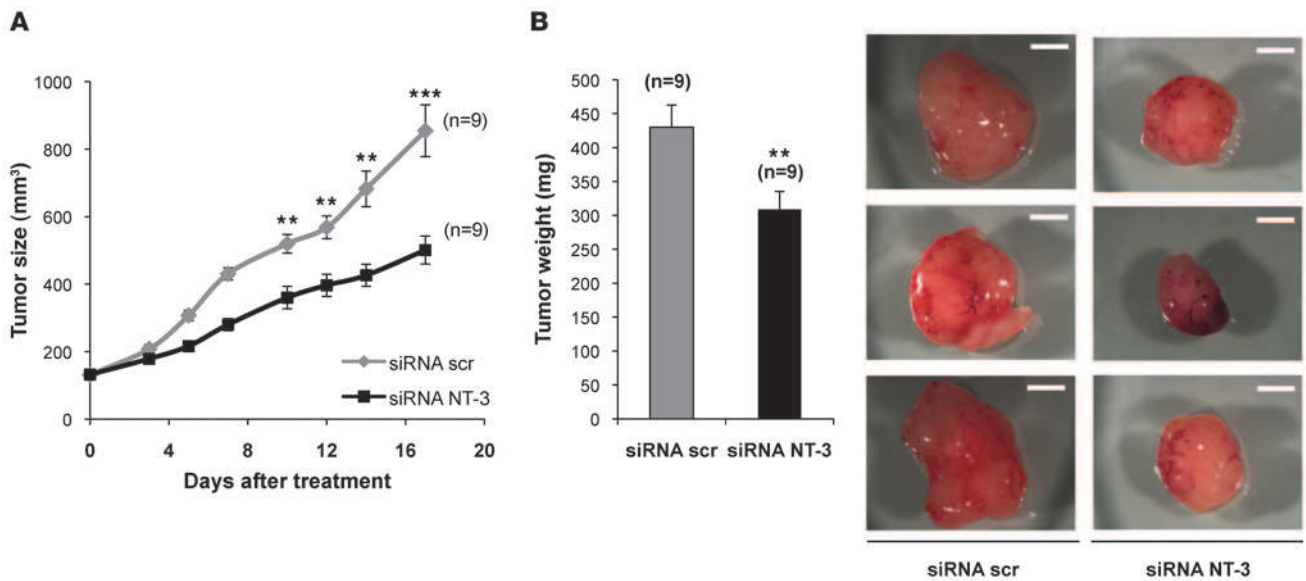 A
Tumor size (mm³)
1000
800
600
400
200
0
0 4 8 12 16 20
Days after treatment
**
**
**
***
(n=9)
(n=9)
siRNA scr
siRNA NT-3
B
Tumor weight (mg)
500
450
400
350
300
250
200
150
100
50
0
(n=9)
**
(n=9)
siRNA scr siRNA NT-3
siRNA scr siRNA NT-3